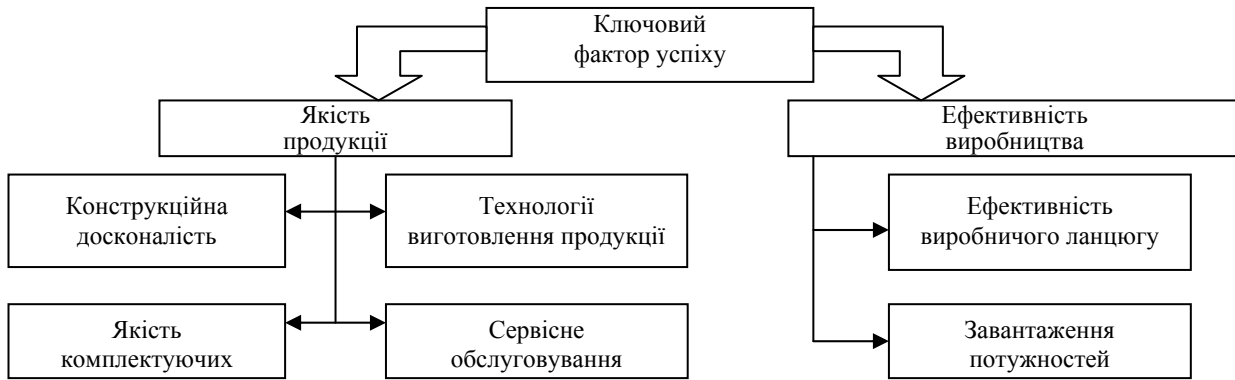 Ключовий
фактор успіху
Якість
продукції
Ефективність
виробництва
Конструкційна
досконалість
Технології
виготовлення продукції
Ефективність
виробничого ланцюгу
Якість
комплектуючих
Сервісне
обслуговування
Завантаження
потужностей